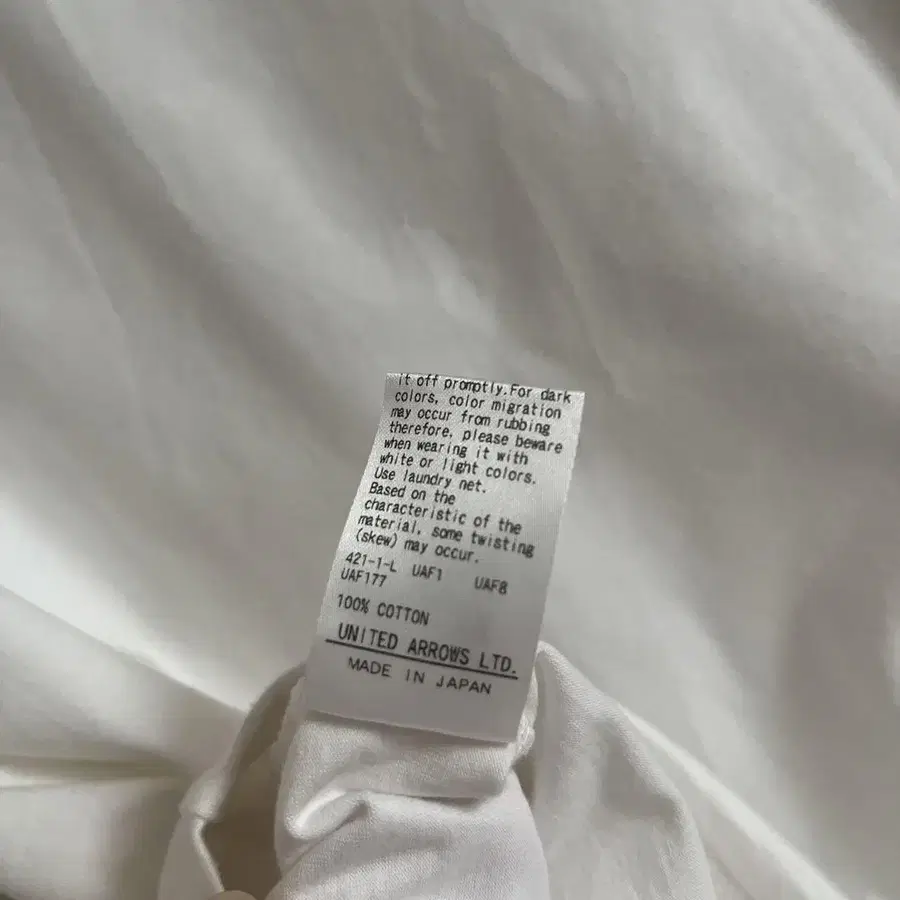 it off promptly.For dark
colors, color migration
may occur from rubbing
therefore, please beware
when wearing it with
white or light colors.
Use laundry net.
Based on the
characteristic of the
material, some twisting
(skew) may occur.
421-1-L UAF1 UAF8
UAF177
100% COTTON
UNITED ARROWS LTD.
MADE IN JAPAN